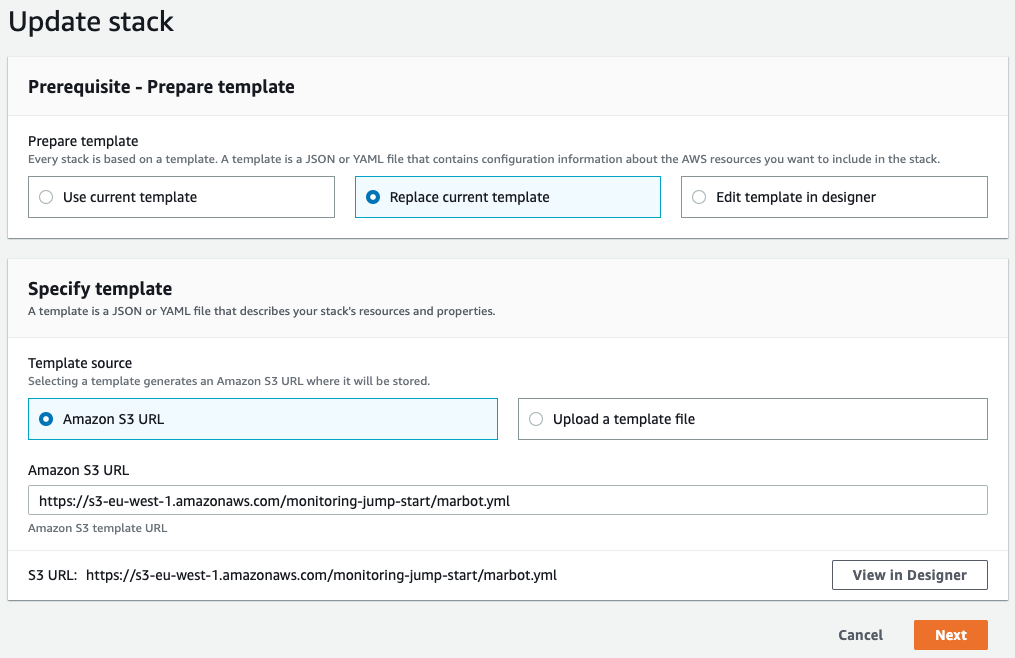 Update stack
Prerequisite - Prepare template
Prepare template
Every stack is based on a template. A template is a JSON or YAML file that contains configuration information about the AWS resources you want to include in the stack.
Use current template
Replace current template
Edit template in designer
Specify template
A template is a JSON or YAML file that describes your stack's resources and properties.
Template source
Selecting a template generates an Amazon S3 URL where it will be stored.
Amazon S3 URL
Upload a template file
Amazon S3 URL
https://s3-eu-west-1.amazonaws.com/monitoring-jump-start/marbot.yml
Amazon S3 template URL
S3 URL: https://s3-eu-west-1.amazonaws.com/monitoring-jump-start/marbot.yml
View in Designer
Cancel
Next